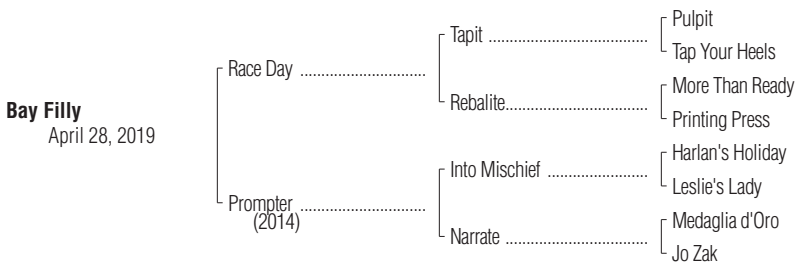 Pulpit
Tapit ........................................
Tap Your Heels
Race Day ................................
More Than Ready
Rebalite....................................
Printing Press
Bay Filly
April 28, 2019
Harlan's Holiday
Into Mischief .........................
Leslie's Lady
Prompter ................................
(2014)
Medaglia d'Oro
Narrate ....................................
Jo Zak